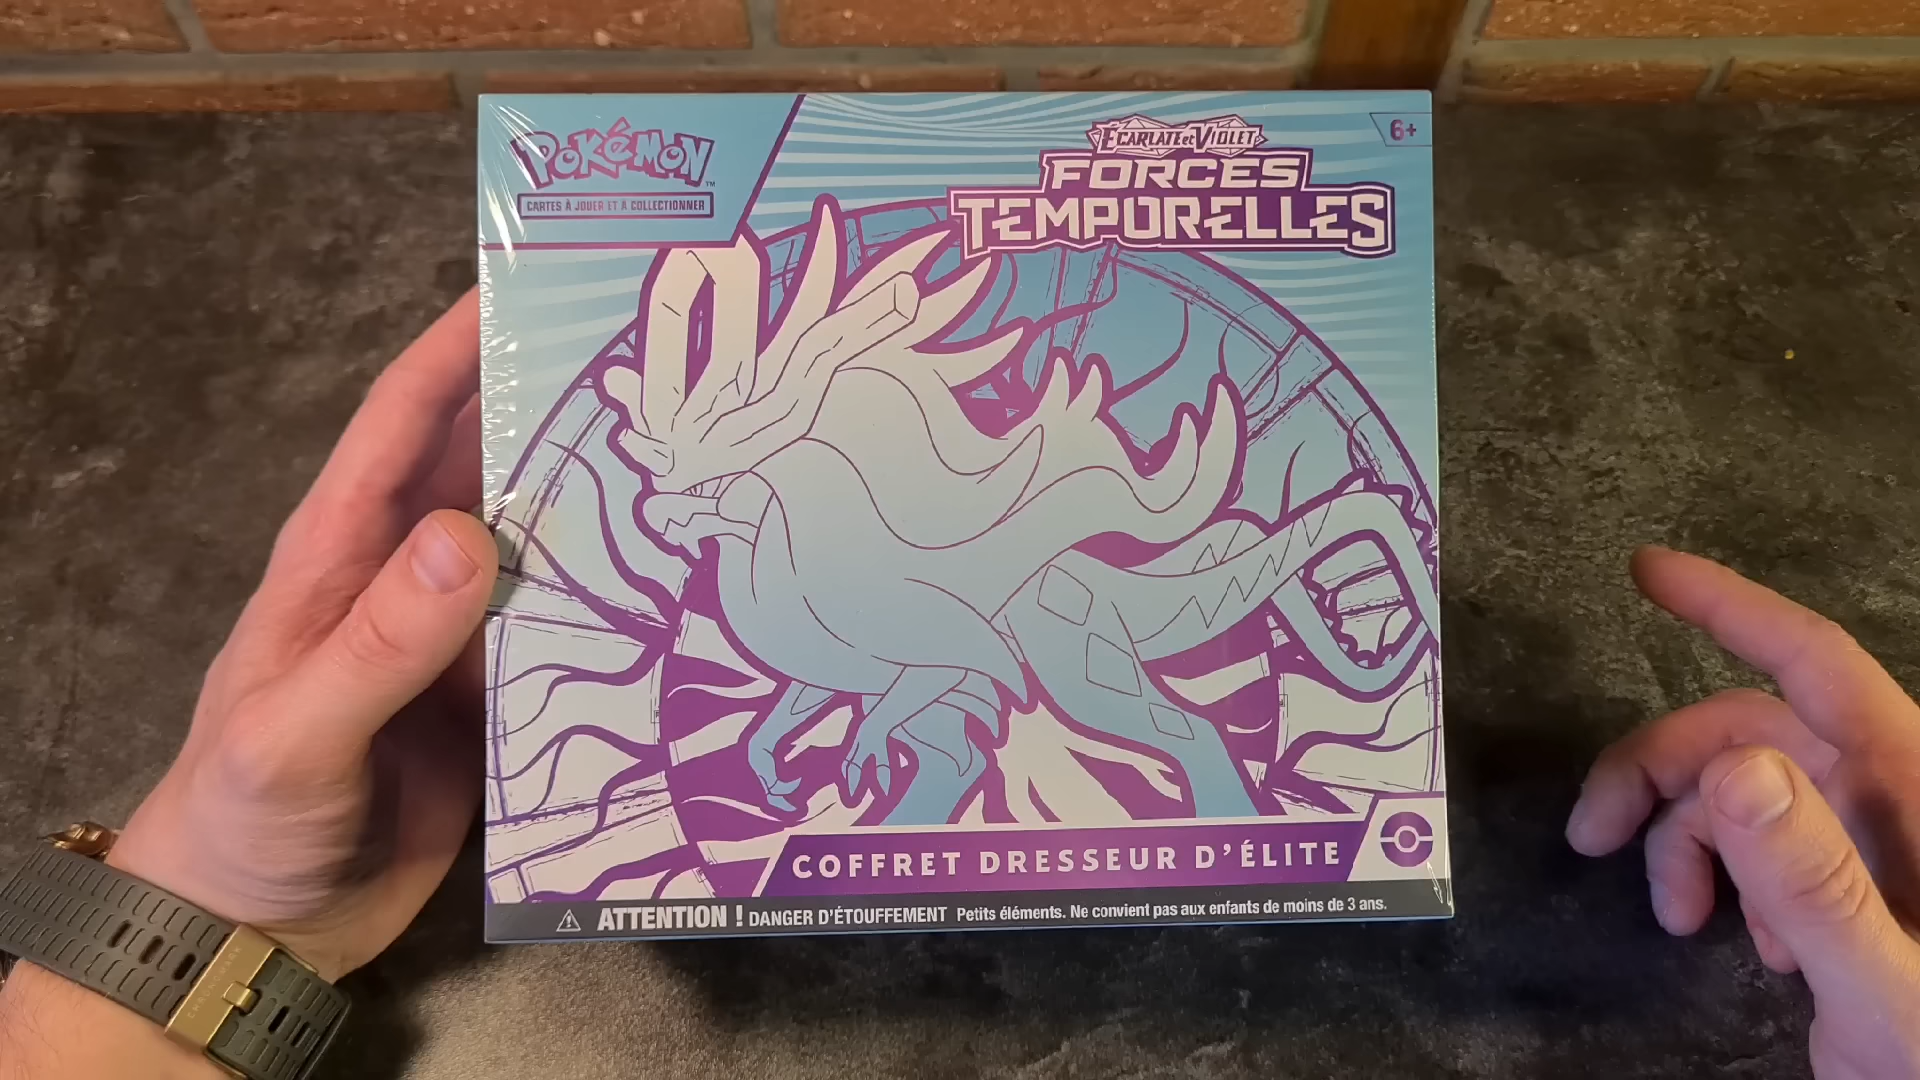 Pokémon™
CARTES À JOUER ET À COLLECTIONNER
ÉCARLATE et VIOLET
FORCES
TEMPORELLES
6+
COFFRET DRESSEUR D'ÉLITE
ATTENTION ! DANGER D'ÉTOUFFEMENT Petits éléments. Ne convient pas aux enfants de moins de 3 ans.